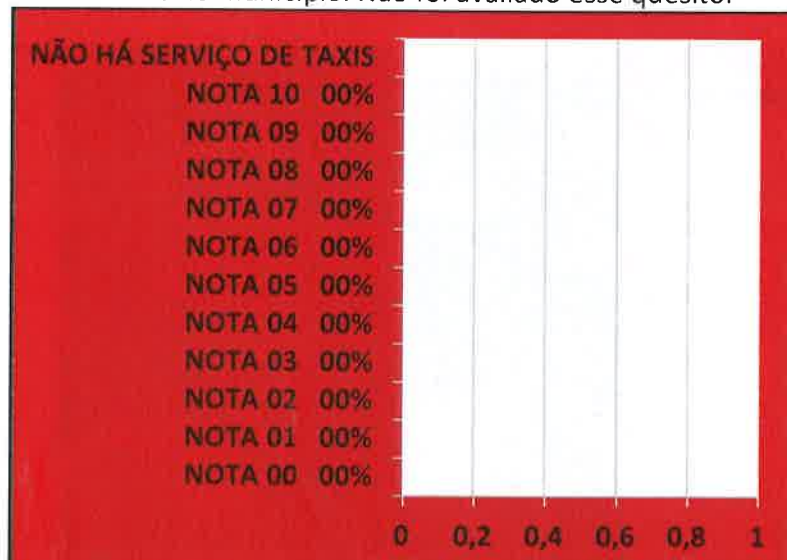 município. Não foi avaliado esse quesito.
NÃO HÁ SERVIÇO DE TAXIS
NOTA 10 00%
NOTA 09 00%
NOTA 08 00%
NOTA 07 00%
NOTA 06 00%
NOTA 05 00%
NOTA 04 00%
NOTA 03 00%
NOTA 02 00%
NOTA 01 00%
NOTA 00 00%
0 0,2 0,4 0,6 0,8 1